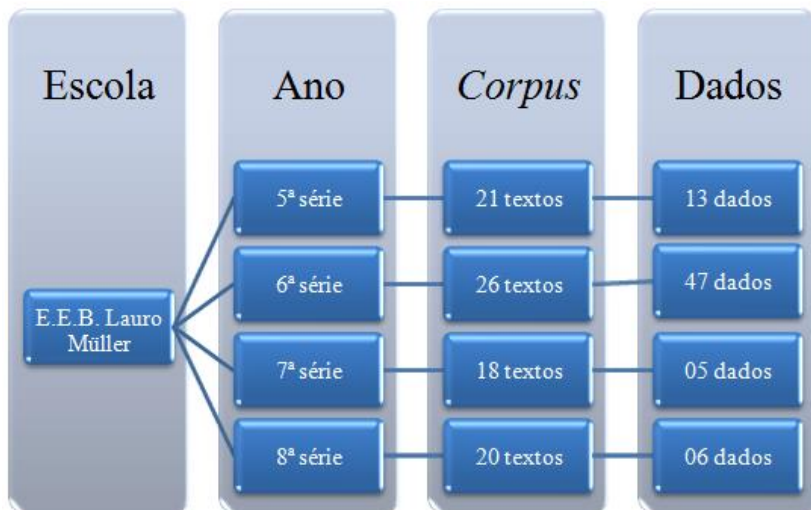 Escola
Ano
Corpus
Dados
E.E.B. Lauro
Müller
5ª série
21 textos
13 dados
6ª série
26 textos
47 dados
7ª série
18 textos
05 dados
8ª série
20 textos
06 dados